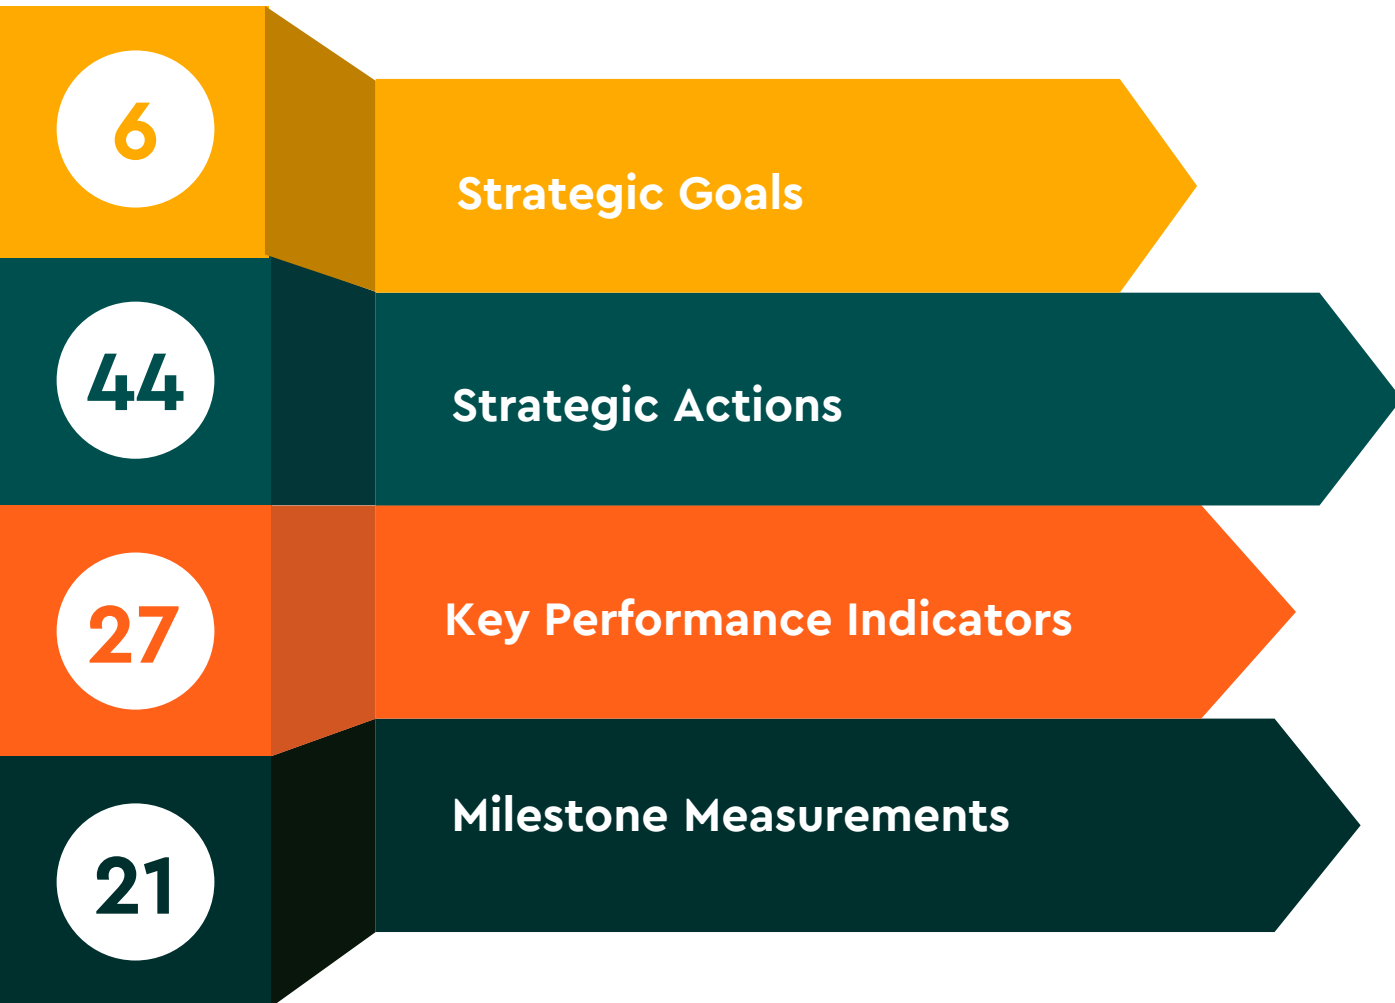 6
Strategic Goals
44
Strategic Actions
27
Key Performance Indicators
21
Milestone Measurements